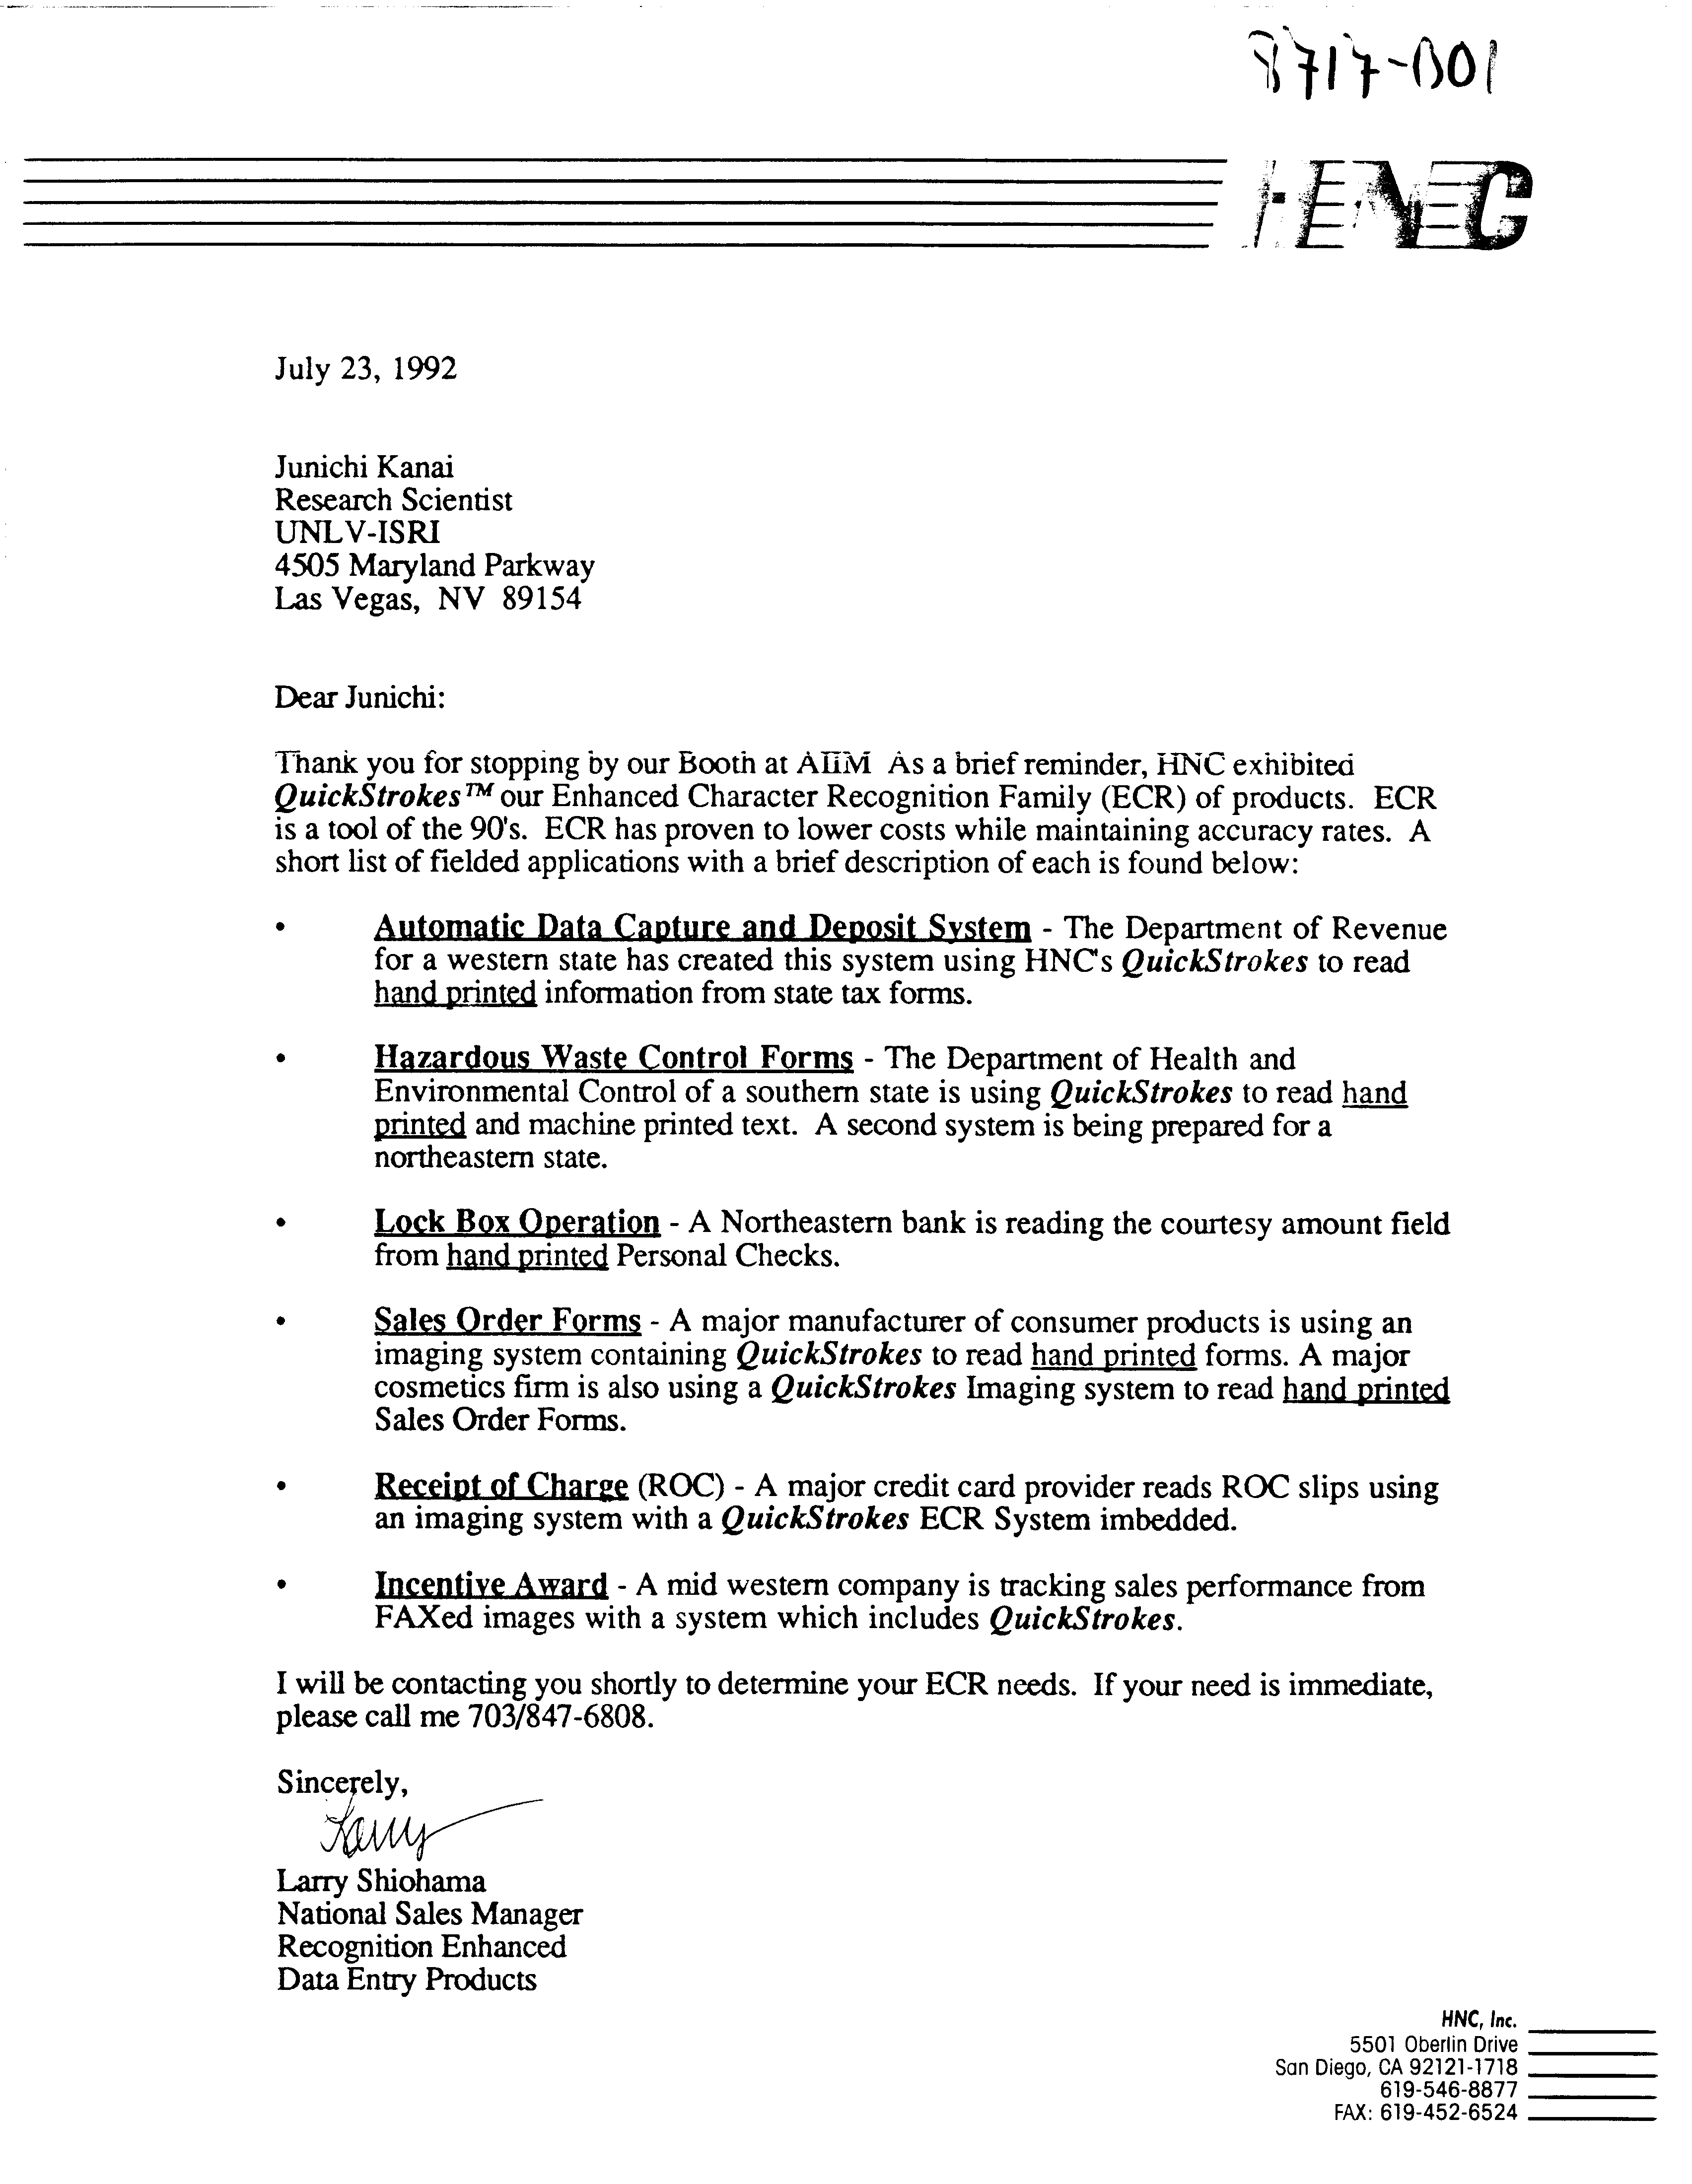 8717-001
HNC
July 23, 1992
Junichi Kanai
Research Scientist
UNLV-ISRI
4505 Maryland Parkway
Las Vegas, NV 89154
Dear Junichi:
Thank you for stopping by our Booth at AIIM As a brief reminder, HNC exhibited
QuickStrokes™ our Enhanced Character Recognition Family (ECR) of products. ECR
is a tool of the 90's. ECR has proven to lower costs while maintaining accuracy rates. A
short list of fielded applications with a brief description of each is found below:
• Automatic Data Capture and Deposit System - The Department of Revenue
for a western state has created this system using HNC's QuickStrokes to read
hand printed information from state tax forms.
• Hazardous Waste Control Forms - The Department of Health and
Environmental Control of a southern state is using QuickStrokes to read hand
printed and machine printed text. A second system is being prepared for a
northeastern state.
• Lock Box Operation - A Northeastern bank is reading the courtesy amount field
from hand printed Personal Checks.
• Sales Order Forms - A major manufacturer of consumer products is using an
imaging system containing QuickStrokes to read hand printed forms. A major
cosmetics firm is also using a QuickStrokes Imaging system to read hand printed
Sales Order Forms.
• Receipt of Charge (ROC) - A major credit card provider reads ROC slips using
an imaging system with a QuickStrokes ECR System imbedded.
• Incentive Award - A mid western company is tracking sales performance from
FAXed images with a system which includes QuickStrokes.
I will be contacting you shortly to determine your ECR needs. If your need is immediate,
please call me 703/847-6808.
Sincerely,
Larry
Larry Shiohama
National Sales Manager
Recognition Enhanced
Data Entry Products
HNC, Inc.
5501 Oberlin Drive
San Diego, CA 92121-1718
619-546-8877
FAX: 619-452-6524